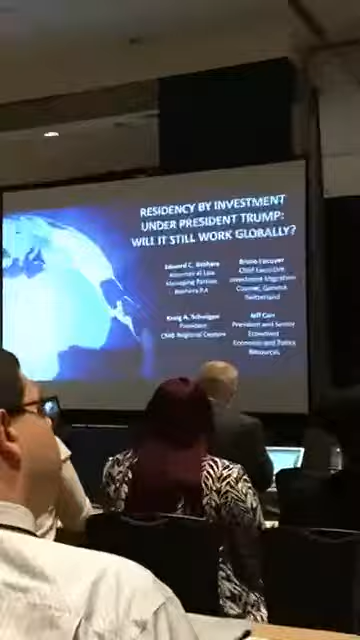 RESIDENCY BY INVESTMENT
UNDER PRESIDENT TRUMP:
WILL IT STILL WORK GLOBALLY?
Edward C. Beshara
Attorney at Law
Managing Partner
Beshara P.A
Bruno Lecuyer
Chief Executive
Investment Migration
Council, Geneva
Switzerland
Kraig A. Schwigen
President
CMB Regional Centers
Jeff Carr
President and Senior
Economist
Economic and Policy
Resources